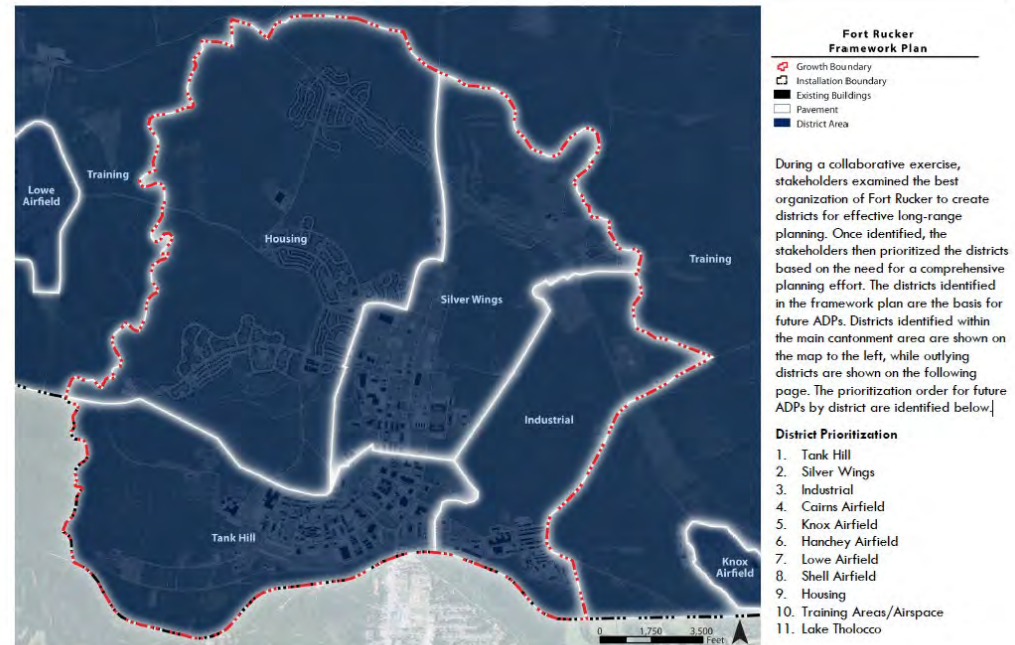 Fort Rucker
Framework Plan
Growth Boundary
Installation Boundary
Existing Buildings
Pavement
District Area
During a collaborative exercise,
stakeholders examined the best
organization of Fort Rucker to create
districts for effective long-range
planning. Once identified, the
stakeholders then prioritized the districts
based on the need for a comprehensive
planning effort. The districts identified
in the framework plan are the basis for
future ADPs. Districts identified within
the main cantonment area are shown on
the map to the left, while outlying
districts are shown on the following
page. The prioritization order for future
ADPs by district are identified below.
District Prioritization
1. Tank Hill
2. Silver Wings
3. Industrial
4. Cairns Airfield
5. Knox Airfield
6. Hanchey Airfield
7. Lowe Airfield
8. Shell Airfield
9. Housing
10. Training Areas/Airspace
11. Lake Tholocco
Training
Lowe
Airfield
Housing
Training
Silver Wings
Industrial
Tank Hill
Knox
Airfield
0 1,750 3,500
Feet